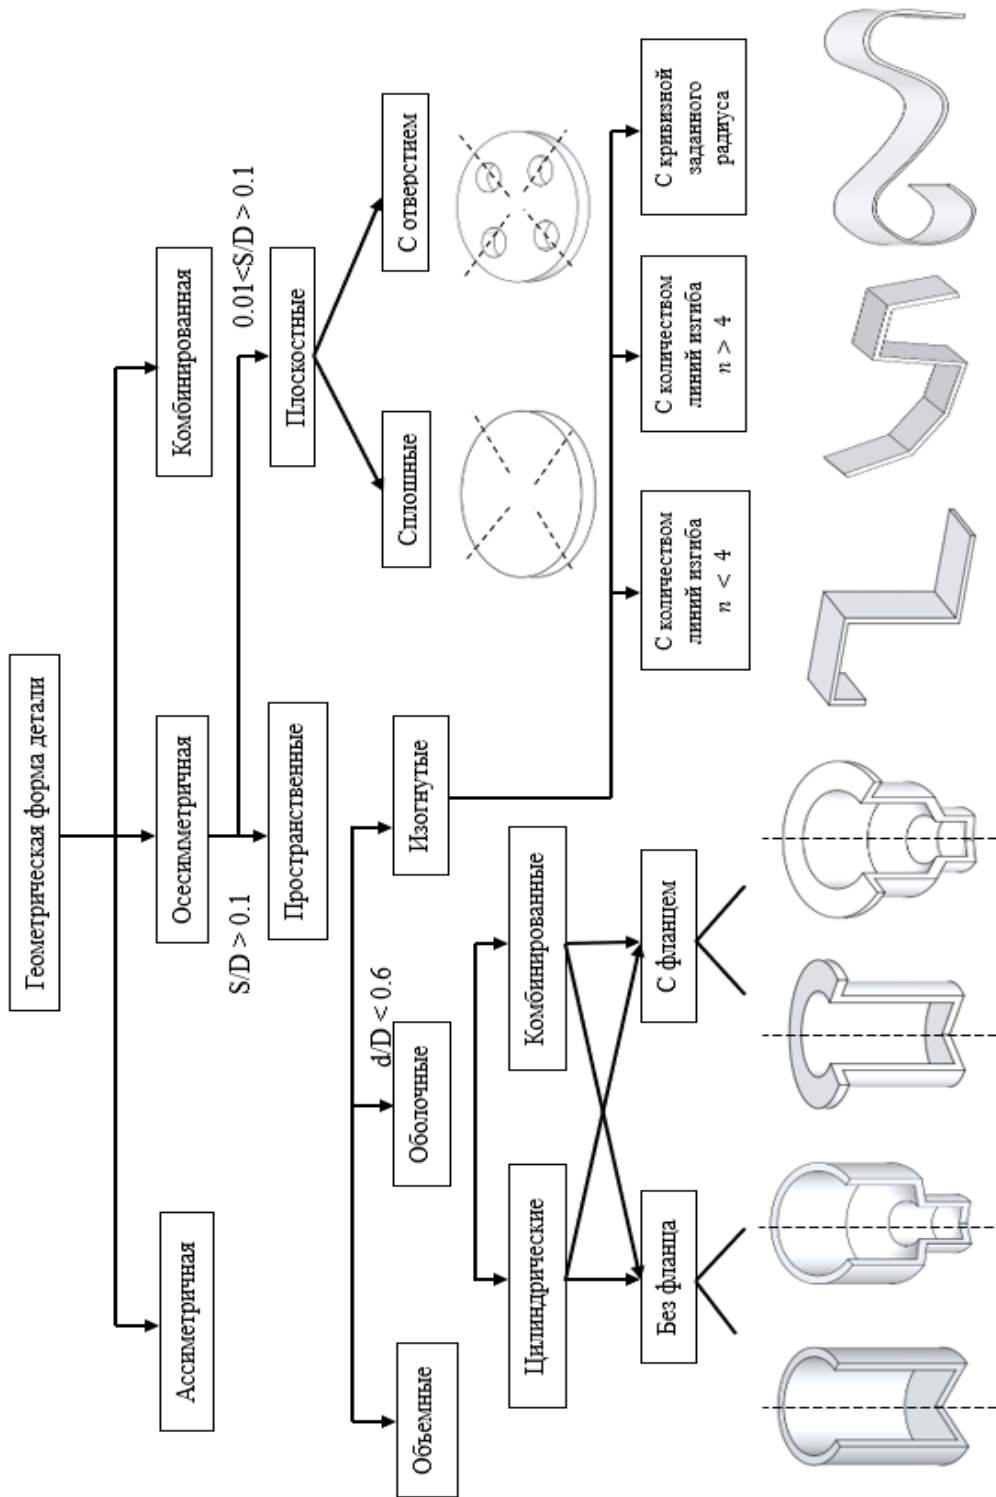 Геометрическая форма детали
Ассиметричная
Осесимметричная
Комбинированная
S/D > 0.1
0.01<S/D > 0.1
Пространственные
Плоскостные
d/D < 0.6
Объемные
Оболочные
Изогнутые
Сплошные
С отверстием
Цилиндрические
Комбинированные
Без фланца
С фланцем
С количеством
линий изгиба
n < 4
С количеством
линий изгиба
n > 4
С кривизной
заданного
радиуса